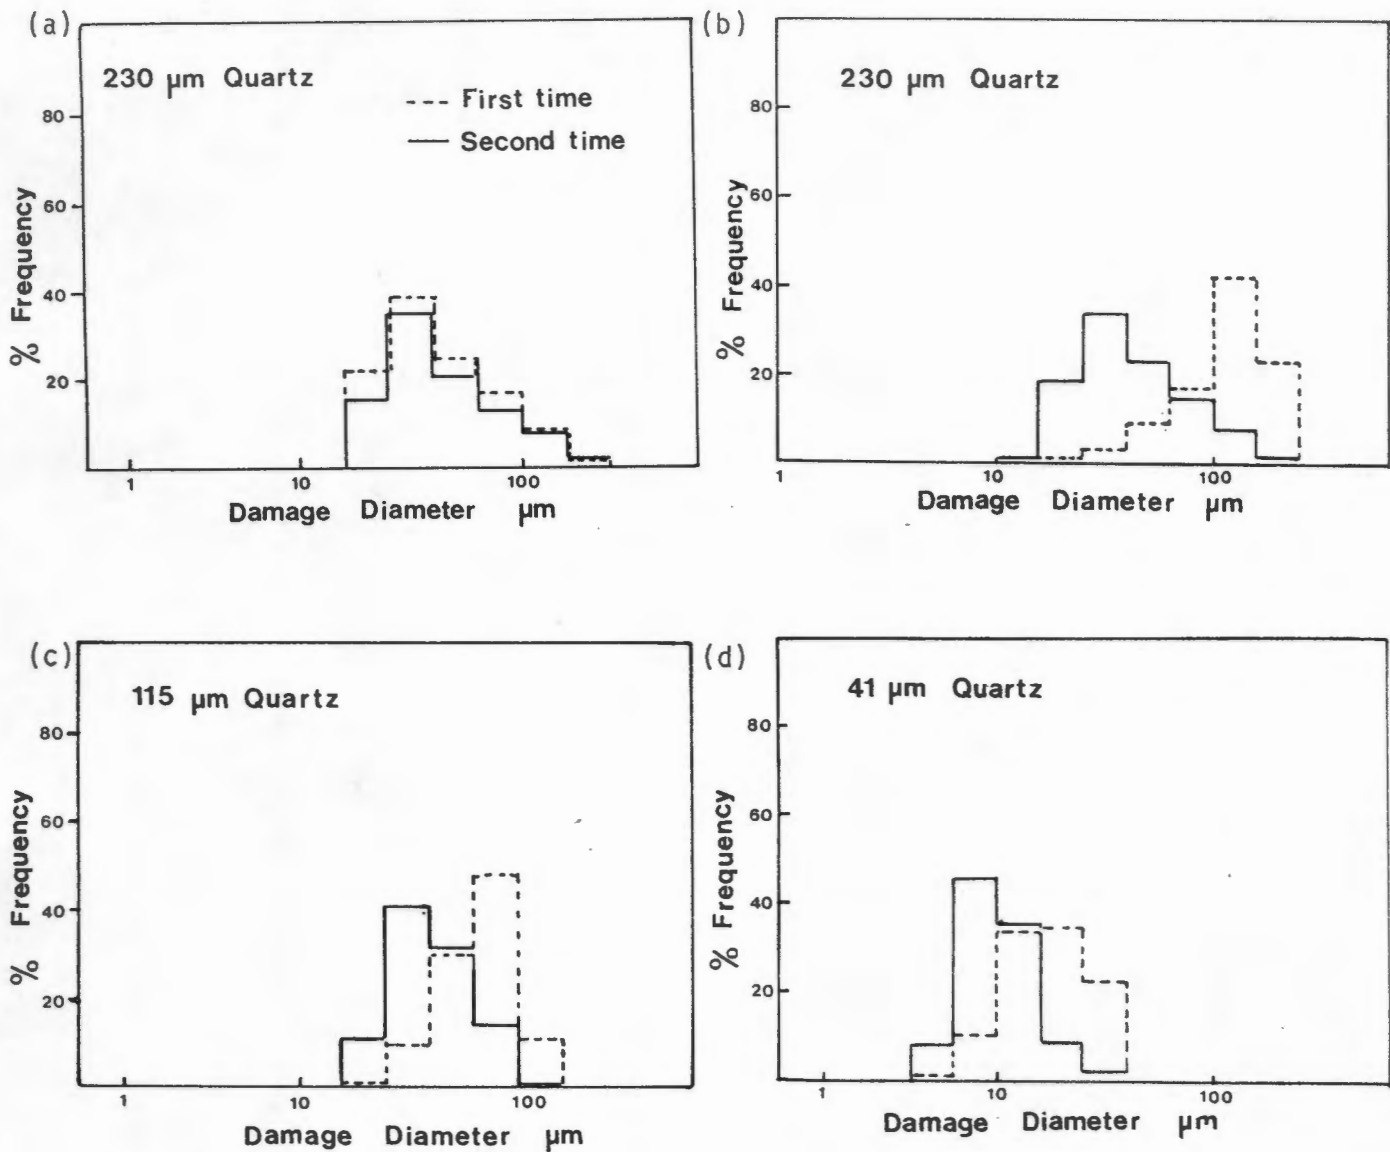 (a)
230 µm Quartz
First time
Second time
80
60
40
20
% Frequency
1 10 100
Damage Diameter µm
(b)
230 µm Quartz
80
60
40
20
% Frequency
1 10 100
Damage Diameter µm
(c)
115 µm Quartz
80
60
40
20
% Frequency
1 10 100
Damage Diameter µm
(d)
41 µm Quartz
80
60
40
20
% Frequency
1 10 100
Damage Diameter µm